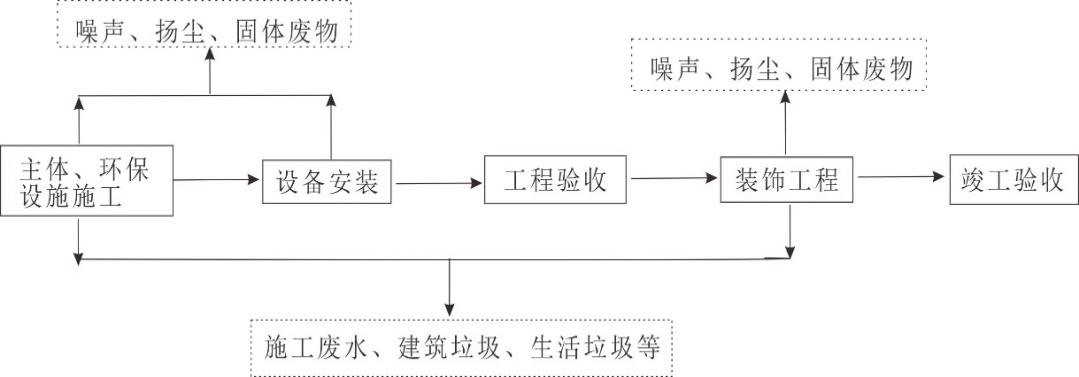 噪声、扬尘、固体废物
噪声、扬尘、固体废物
主体、环保
设施施工
设备安装
工程验收
装饰工程
竣工验收
施工废水、建筑垃圾、生活垃圾等